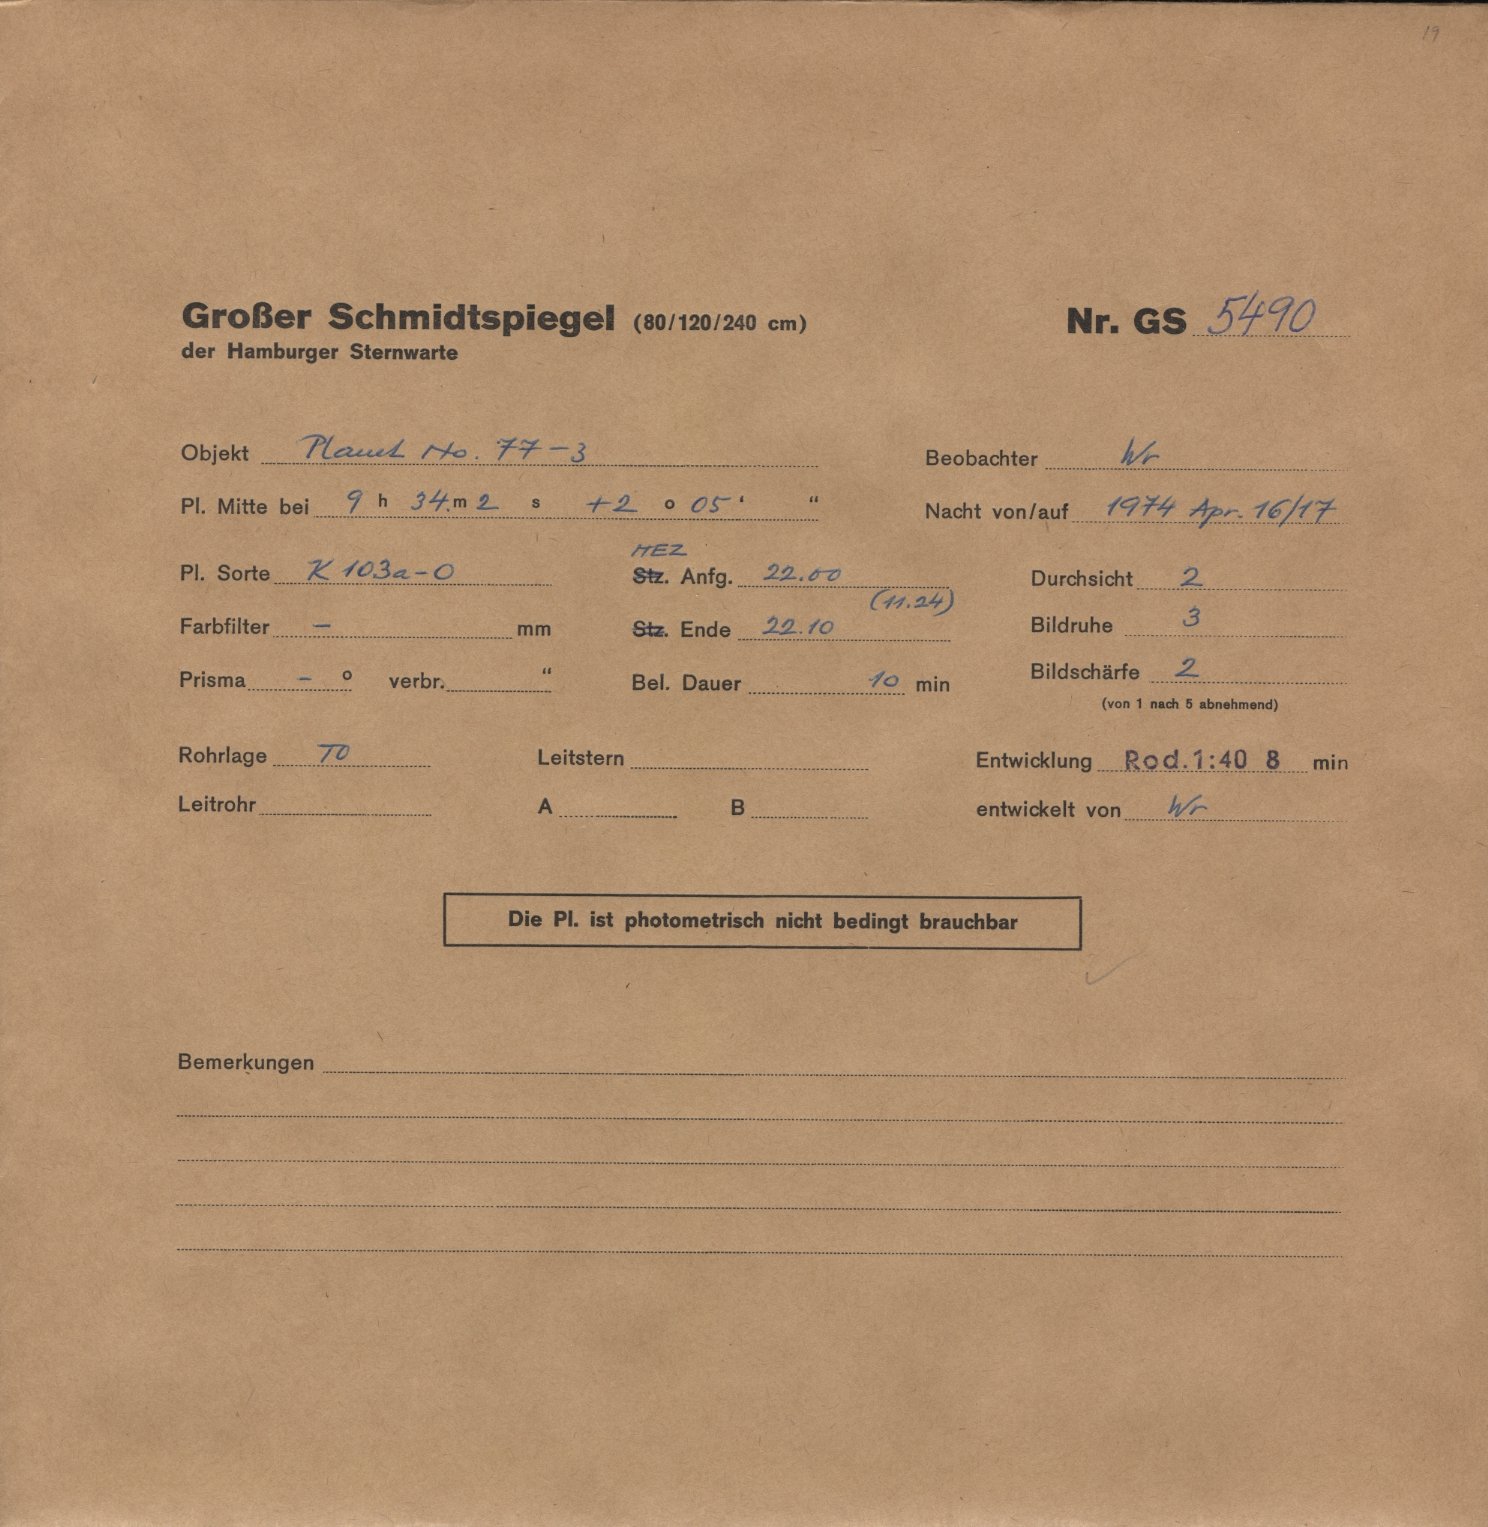 19
Großer Schmidtspiegel (80/120/240 cm) Nr. GS 5490
der Hamburger Sternwarte
Objekt Planet No. 77-3 Beobachter Wr
Pl. Mitte bei 9 h 34. m 2 s +2 o 05 ' " Nacht von/auf 1974 Apr. 16/17
MEZ
Pl. Sorte K 103a-O Stz. Anfg. 22.00 Durchsicht 2
(11.24)
Farbfilter – mm Stz. Ende 22.10 Bildruhe 3
Prisma – o verbr. " Bel. Dauer 10 min Bildschärfe 2
(von 1 nach 5 abnehmend)
Rohrlage TO Leitstern Entwicklung Rod.1:40 8 min
Leitrohr A B entwickelt von Wr
Die Pl. ist photometrisch nicht bedingt brauchbar
Bemerkungen